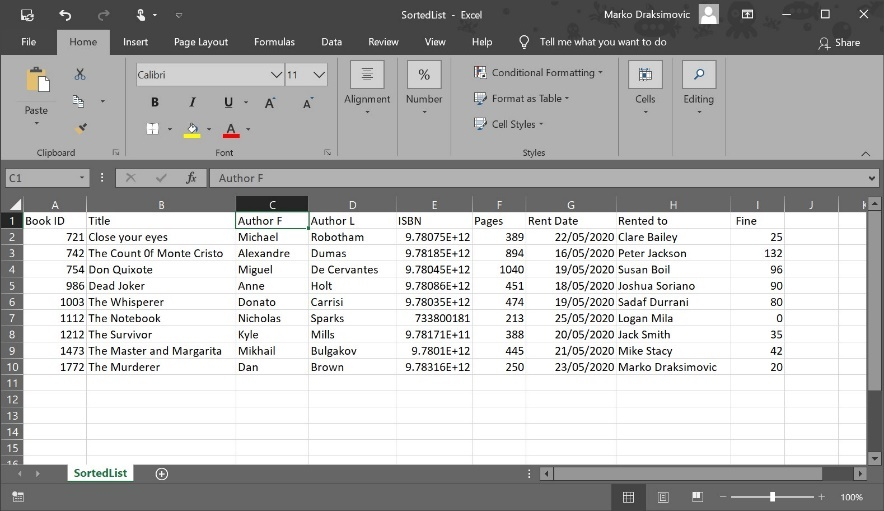 SortedList - Excel Marko Draksimovic
File Home Insert Page Layout Formulas Data Review View Help Tell me what you want to do Share
Calibri 11
Paste B I U A A Alignment % Number Conditional Formatting Format as Table Cell Styles Cells Editing
Clipboard Font Styles
C1 fx Author F
A B C D E F G H I J K
1 Book ID Title Author F Author L ISBN Pages Rent Date Rented to Fine
2 721 Close your eyes Michael Robotham 9.78075E+12 389 22/05/2020 Clare Bailey 25
3 742 The Count Of Monte Cristo Alexandre Dumas 9.78185E+12 894 16/05/2020 Peter Jackson 132
4 754 Don Quixote Miguel De Cervantes 9.78045E+12 1040 19/05/2020 Susan Boil 96
5 986 Dead Joker Anne Holt 9.78086E+12 451 18/05/2020 Joshua Soriano 90
6 1003 The Whisperer Donato Carrisi 9.78035E+12 474 19/05/2020 Sadaf Durrani 80
7 1112 The Notebook Nicholas Sparks 733800181 213 25/05/2020 Logan Mila 0
8 1212 The Survivor Kyle Mills 9.78171E+11 388 20/05/2020 Jack Smith 35
9 1473 The Master and Margarita Mikhail Bulgakov 9.7801E+12 445 21/05/2020 Mike Stacy 42
10 1772 The Murderer Dan Brown 9.78316E+12 250 23/05/2020 Marko Draksimovic 20
11
12
13
14
15
16
SortedList
100%